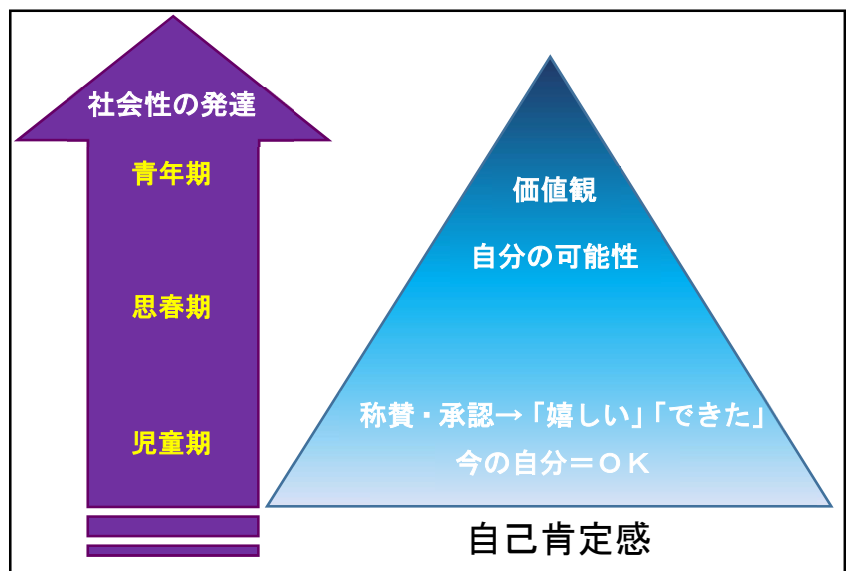 社会性の発達
青年期
思春期
児童期
価値観
自分の可能性
称賛・承認→「嬉しい」「できた」
今の自分＝ＯＫ
自己肯定感